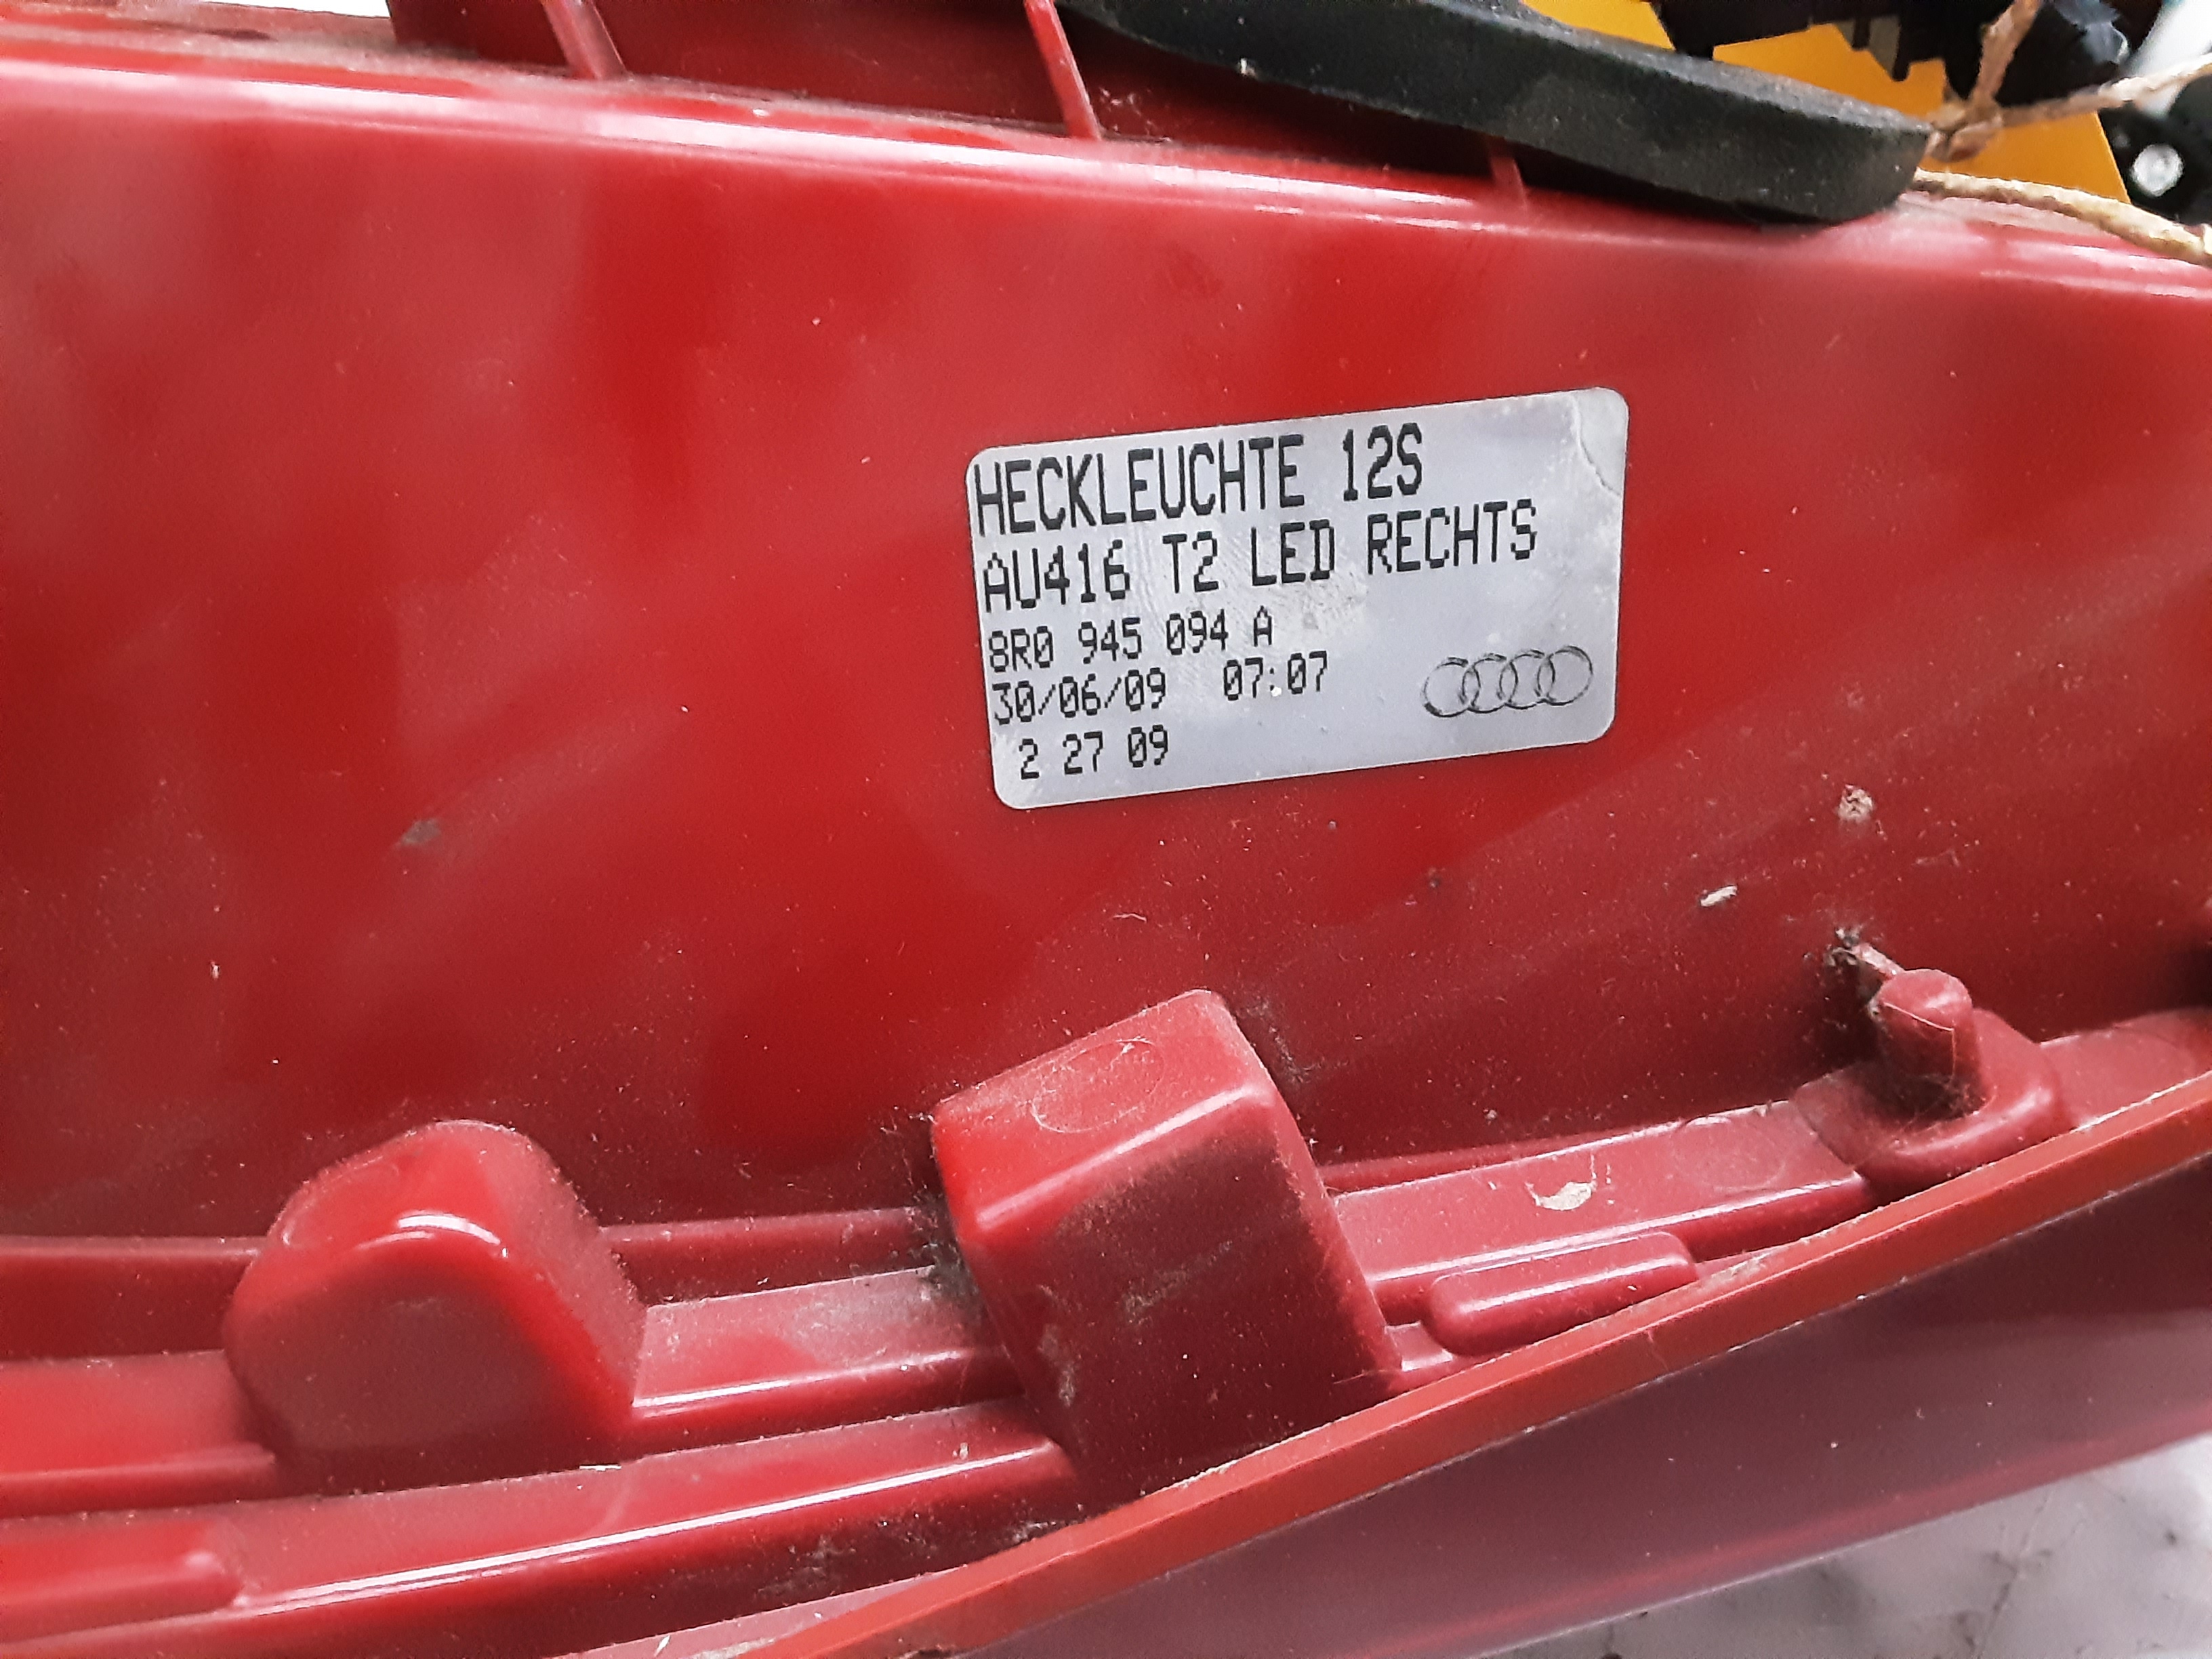 HECKLEUCHTE 12S
AU416 T2 LED RECHTS
8R0 945 094 A
30/06/09 07:07
2 27 09